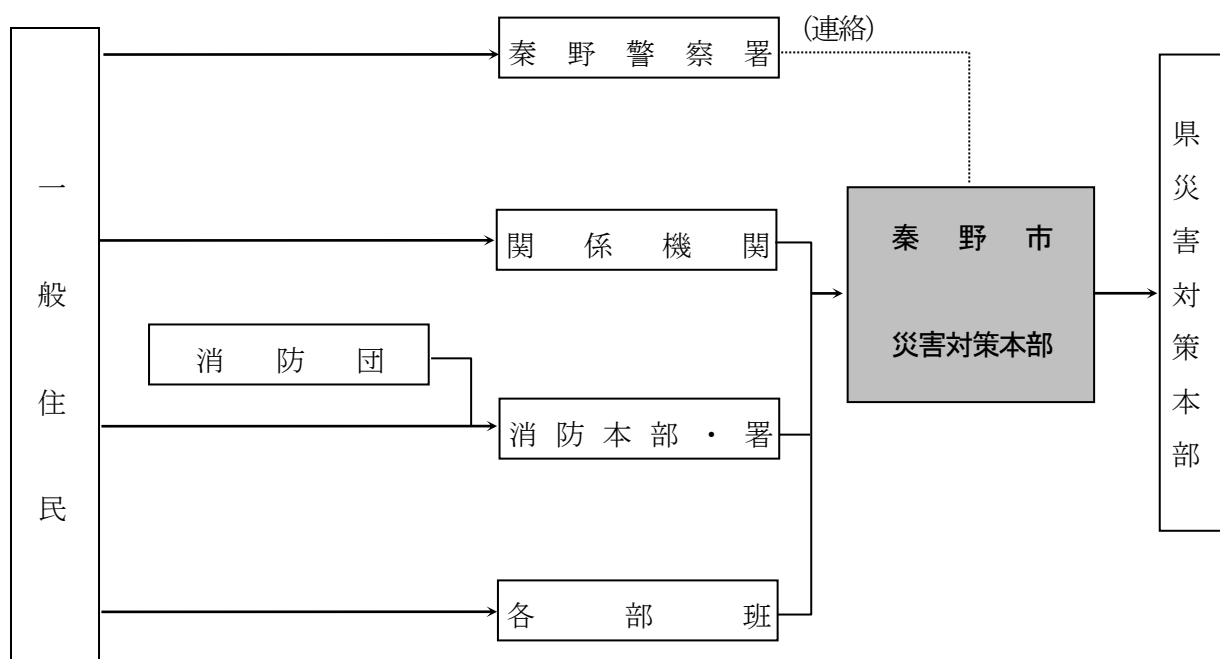 一般住民
秦野警察署
(連絡)
関係機関
消防団
消防本部・署
各部班
秦野市
災害対策本部
県災害対策本部